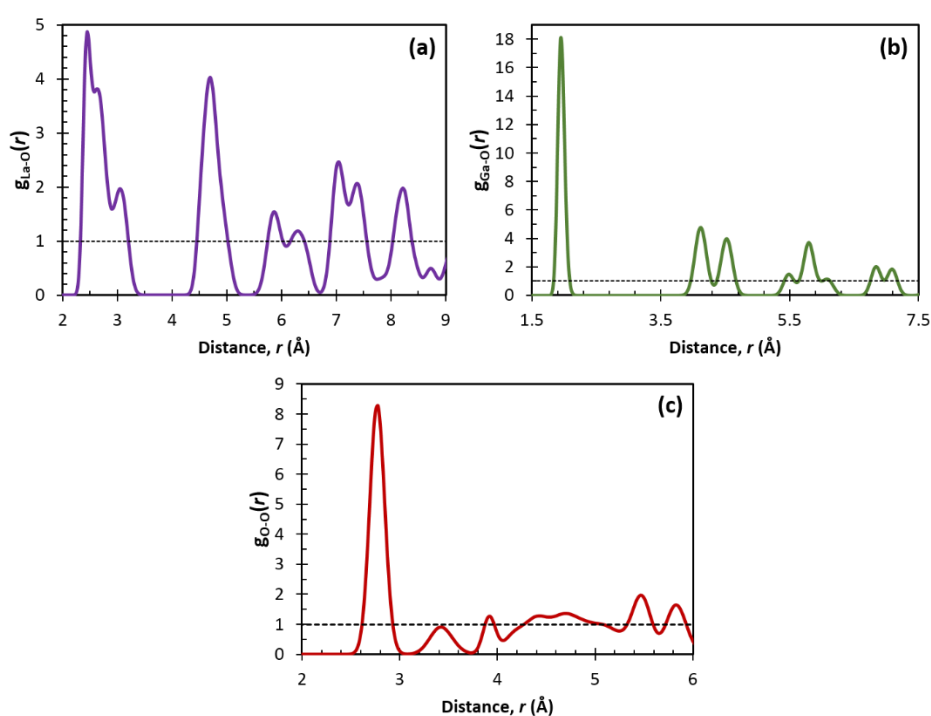 (a)
5
4
3
2
1
0
2 3 4 5 6 7 8 9
g_La-O(r)
Distance, r (Å)
(b)
18
16
14
12
10
8
6
4
2
0
1.5 3.5 5.5 7.5
g_Ga-O(r)
Distance, r (Å)
(c)
9
8
7
6
5
4
3
2
1
0
2 3 4 5 6
g_O-O(r)
Distance, r (Å)